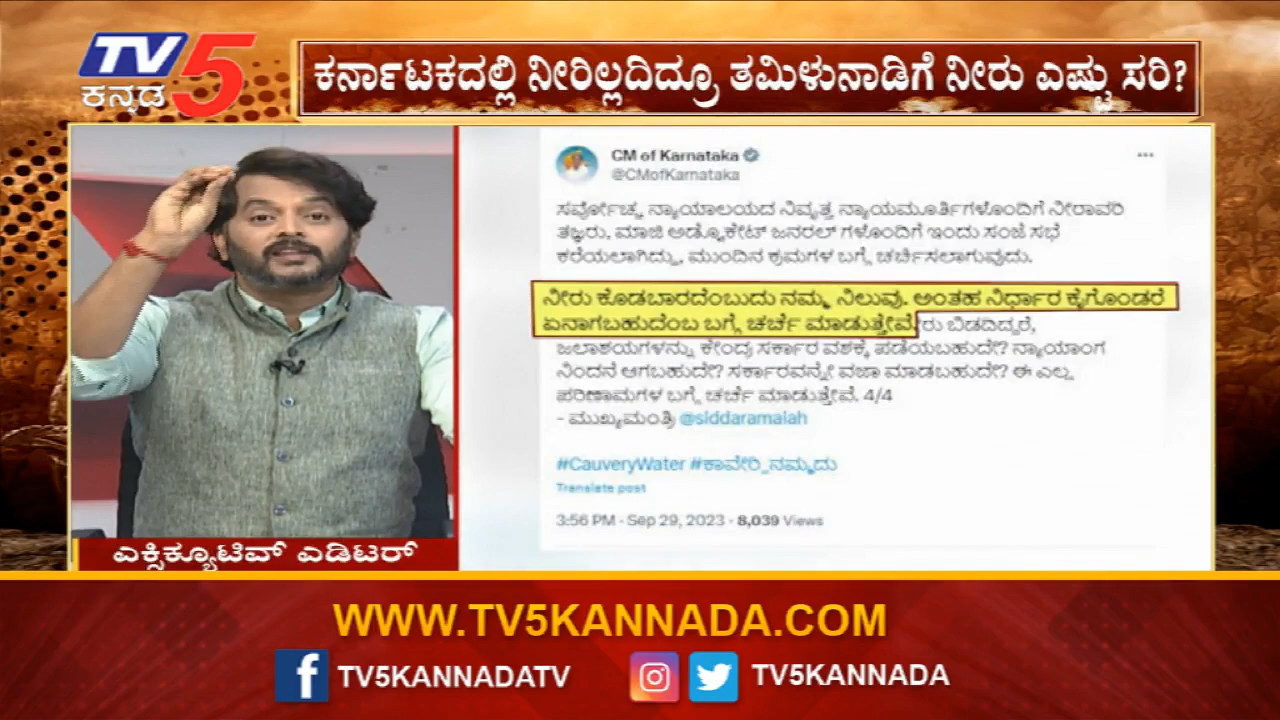 TV5
ಕನ್ನಡ
ಕರ್ನಾಟಕದಲ್ಲಿ ನೀರಿಲ್ಲದಿದ್ರೂ ತಮಿಳುನಾಡಿಗೆ ನೀರು ಎಷ್ಟು ಸರಿ?
CM of Karnataka
@CMofKarnataka
ಸರ್ವೋಚ್ಚ ನ್ಯಾಯಾಲಯದ ನಿವೃತ್ತ ನ್ಯಾಯಮೂರ್ತಿಗಳೊಂದಿಗೆ ನೀರಾವರಿ
ತಜ್ಞರು, ಮಾಜಿ ಅಡ್ವೊಕೇಟ್ ಜನರಲ್ ಗಳೊಂದಿಗೆ ಇಂದು ಸಂಜೆ ಸಭೆ
ಕರೆಯಲಾಗಿದ್ದು, ಮುಂದಿನ ಕ್ರಮಗಳ ಬಗ್ಗೆ ಚರ್ಚಿಸಲಾಗುವುದು.
ನೀರು ಕೊಡಬಾರದೆಂಬುದು ನಮ್ಮ ನಿಲುವು. ಅಂತಹ ನಿರ್ಧಾರ ಕೈಗೊಂಡರೆ
ಏನಾಗಬಹುದೆಂಬ ಬಗ್ಗೆ ಚರ್ಚೆ ಮಾಡುತ್ತೇವೆ. ಬಿಡದಿದ್ದರೆ,
ಜಲಾಶಯಗಳನ್ನು ಕೇಂದ್ರ ಸರ್ಕಾರ ವಶಕ್ಕೆ ಪಡೆಯಬಹುದೇ? ನ್ಯಾಯಾಂಗ
ನಿಂದನೆ ಆಗಬಹುದೇ? ಸರ್ಕಾರವನ್ನೇ ವಜಾ ಮಾಡಬಹುದೇ? ಈ ಎಲ್ಲ
ಪರಿಣಾಮಗಳ ಬಗ್ಗೆ ಚರ್ಚೆ ಮಾಡುತ್ತೇವೆ. 4/4
- ಮುಖ್ಯಮಂತ್ರಿ @siddaramaiah
#CauveryWater #ಕಾವೇರಿ_ನಮ್ಮದು
Translate post
3:56 PM · Sep 29, 2023 · 8,039 Views
ಎಕ್ಸಿಕ್ಯೂಟಿವ್ ಎಡಿಟರ್
WWW.TV5KANNADA.COM
TV5KANNADATV
TV5KANNADA